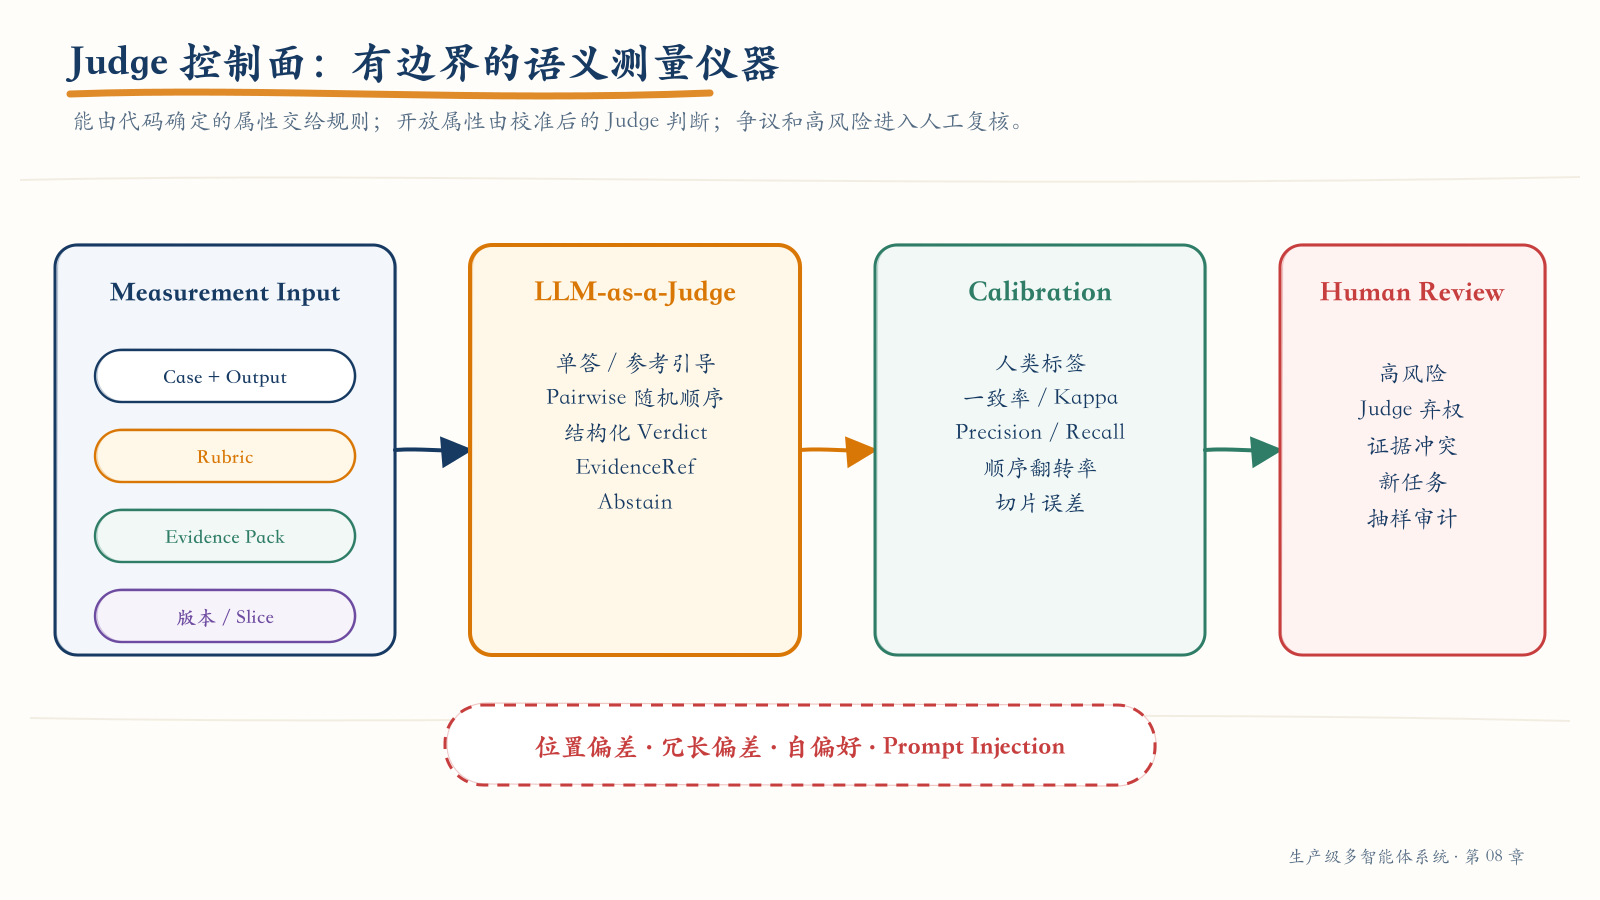 Judge 控制面：有边界的语义测量仪器
能由代码确定的属性交给规则；开放属性由校准后的 Judge 判断；争议和高风险进入人工复核。
Measurement Input
Case + Output
Rubric
Evidence Pack
版本 / Slice
LLM-as-a-Judge
单答 / 参考引导
Pairwise 随机顺序
结构化 Verdict
EvidenceRef
Abstain
Calibration
人类标签
一致率 / Kappa
Precision / Recall
顺序翻转率
切片误差
Human Review
高风险
Judge 弃权
证据冲突
新任务
抽样审计
位置偏差 · 冗长偏差 · 自偏好 · Prompt Injection
生产级多智能体系统 · 第 08 章